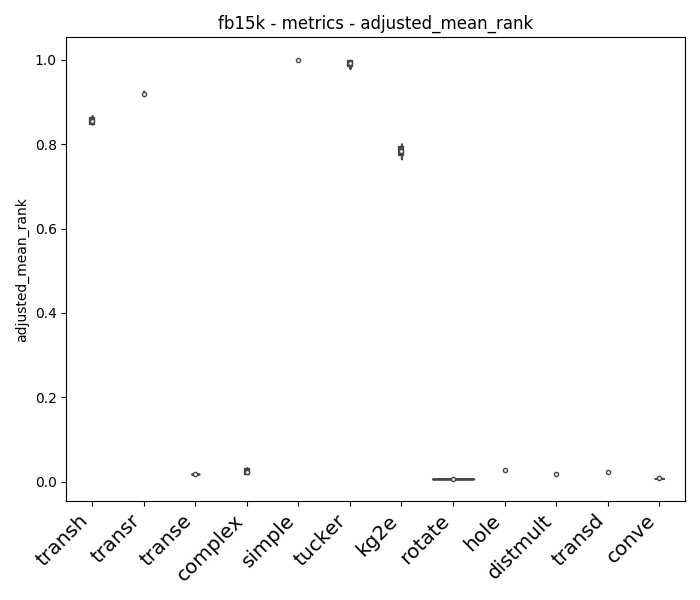 fb15k - metrics - adjusted_mean_rank
adjusted_mean_rank
1.0
0.8
0.6
0.4
0.2
0.0
transh
transr
transe
complex
simple
tucker
kg2e
rotate
hole
distmult
transd
conve